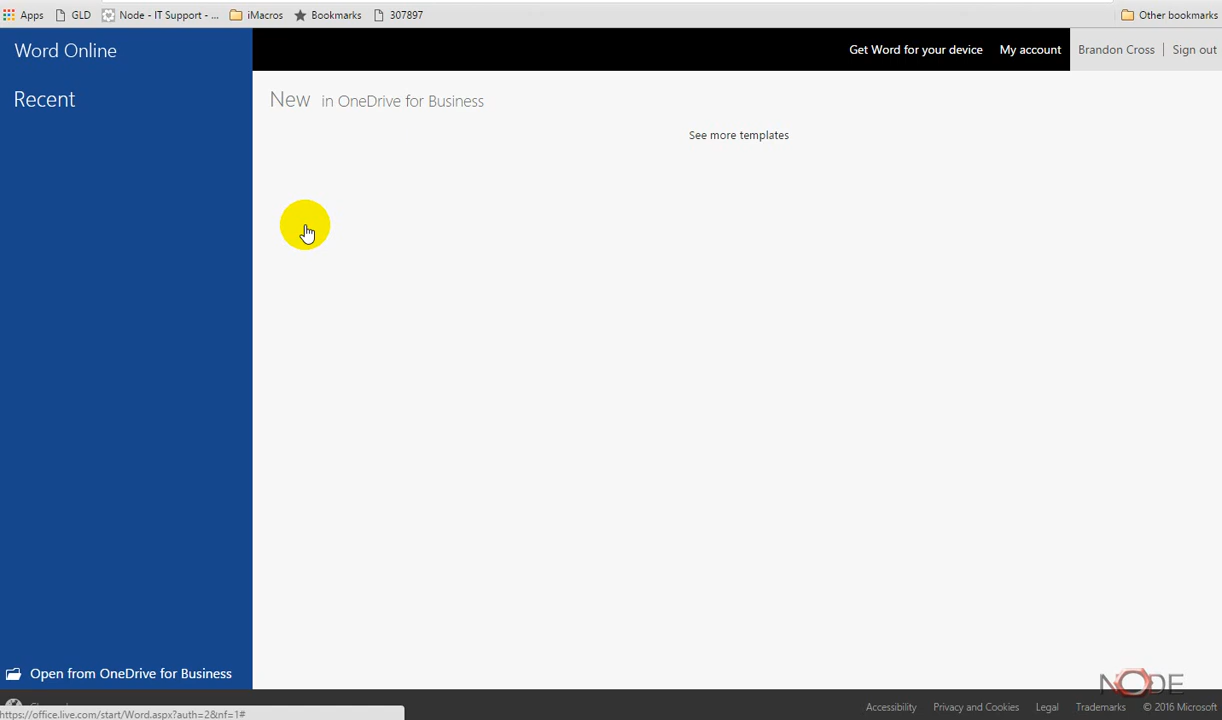 Apps GLD Node - IT Support - ... iMacros Bookmarks 307897 Other bookmarks
Word Online Get Word for your device My account Brandon Cross Sign out
Recent New in OneDrive for Business
See more templates
Open from OneDrive for Business
NODE
Accessibility Privacy and Cookies Legal Trademarks © 2016 Microsoft
https://office.live.com/start/Word.aspx?auth=2&nf=1#